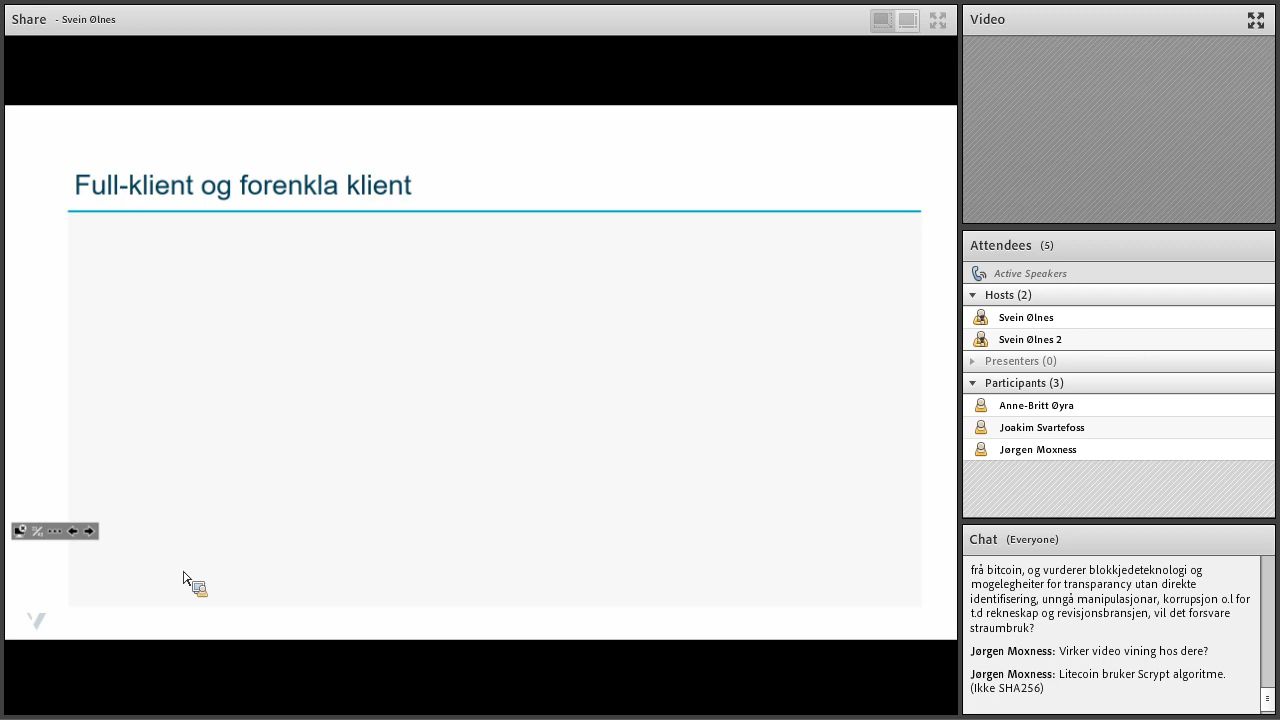 Share - Svein Ølnes
Full-klient og forenkla klient
Video
Attendees (5)
Active Speakers
Hosts (2)
Svein Ølnes
Svein Ølnes 2
Presenters (0)
Participants (3)
Anne-Britt Øyra
Joakim Svartefoss
Jørgen Moxness
Chat (Everyone)
frå bitcoin, og vurderer blokkjedeteknologi og
mogelegheiter for transparancy utan direkte
identifisering, unngå manipulasjonar, korrupsjon o.l for
t.d rekneskap og revisjonsbransjen, vil det forsvare
straumbruk?
Jørgen Moxness: Virker video vining hos dere?
Jørgen Moxness: Litecoin bruker Scrypt algoritme.
(Ikke SHA256)